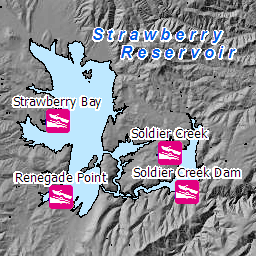 Strawberry
Reservoir
Strawberry Bay
Soldier Creek
Renegade Point
Soldier Creek Dam